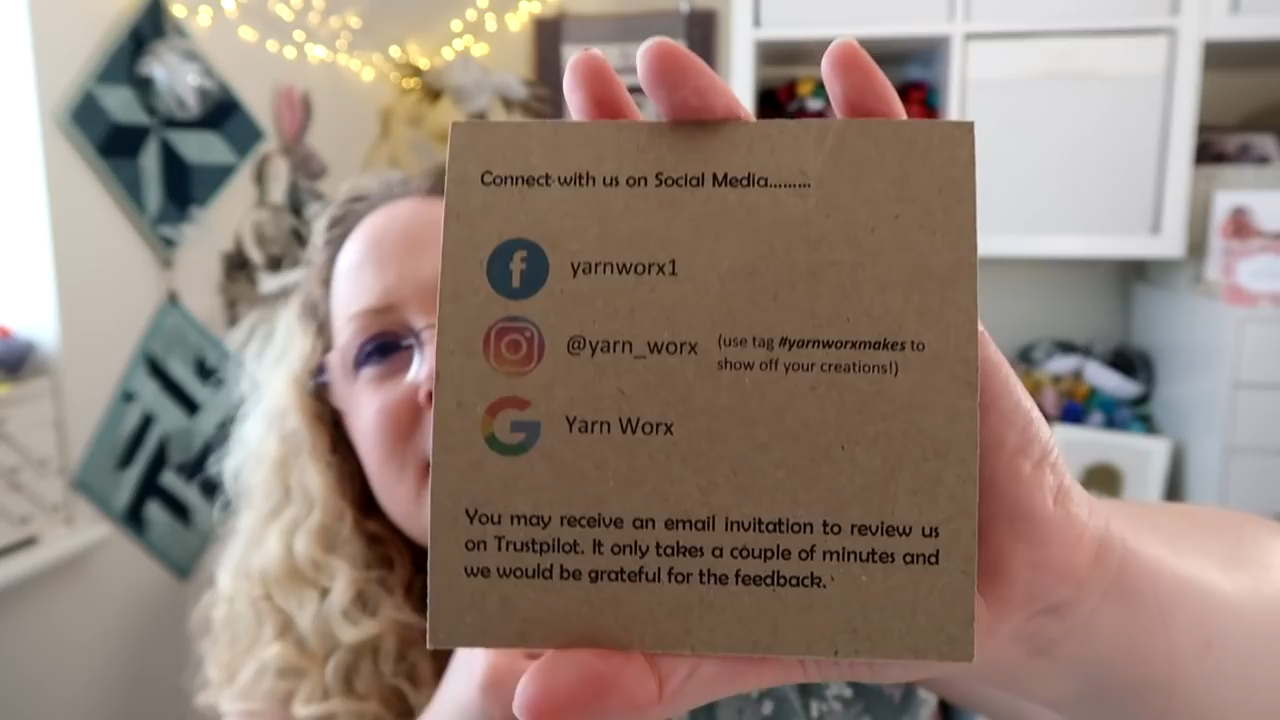 Connect with us on Social Media.........
f yarnworx1
@yarn_worx (use tag #yarnworxmakes to
show off your creations!)
G Yarn Worx
You may receive an email invitation to review us
on Trustpilot. It only takes a couple of minutes and
we would be grateful for the feedback.